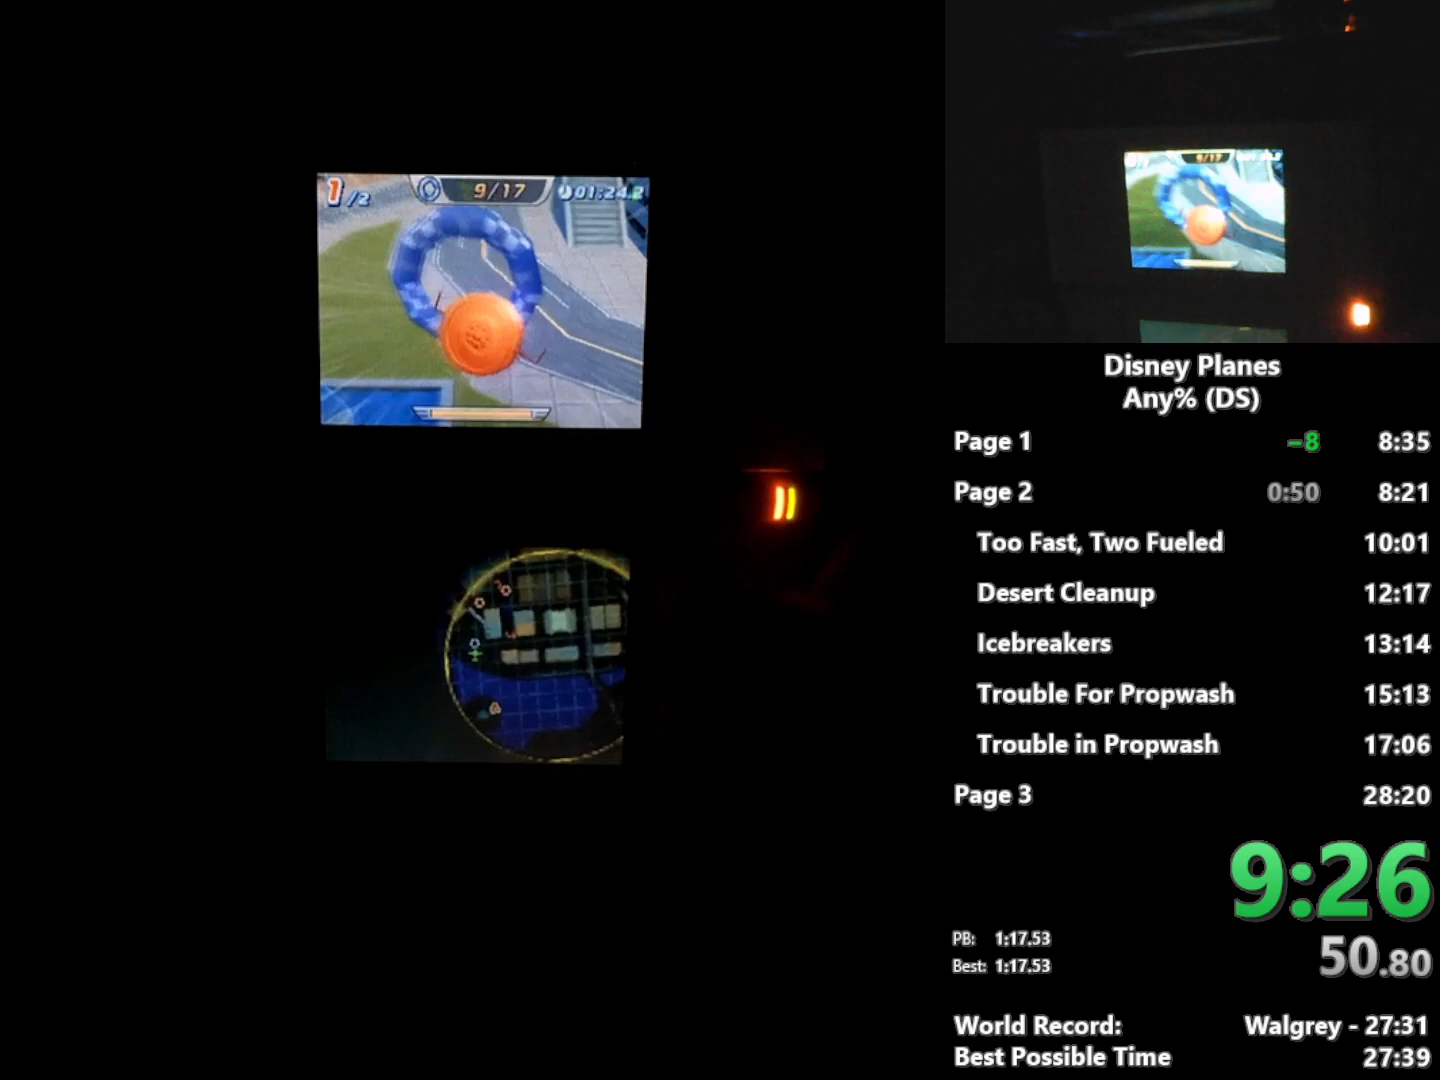 1/2
9/17
01:24.2
9/17
Disney Planes
Any% (DS)
Page 1 -8 8:35
Page 2 0:50 8:21
Too Fast, Two Fueled 10:01
Desert Cleanup 12:17
Icebreakers 13:14
Trouble For Propwash 15:13
Trouble in Propwash 17:06
Page 3 28:20
9:26
PB: 1:17.53
50.80
Best: 1:17.53
World Record: Walgrey - 27:31
Best Possible Time 27:39